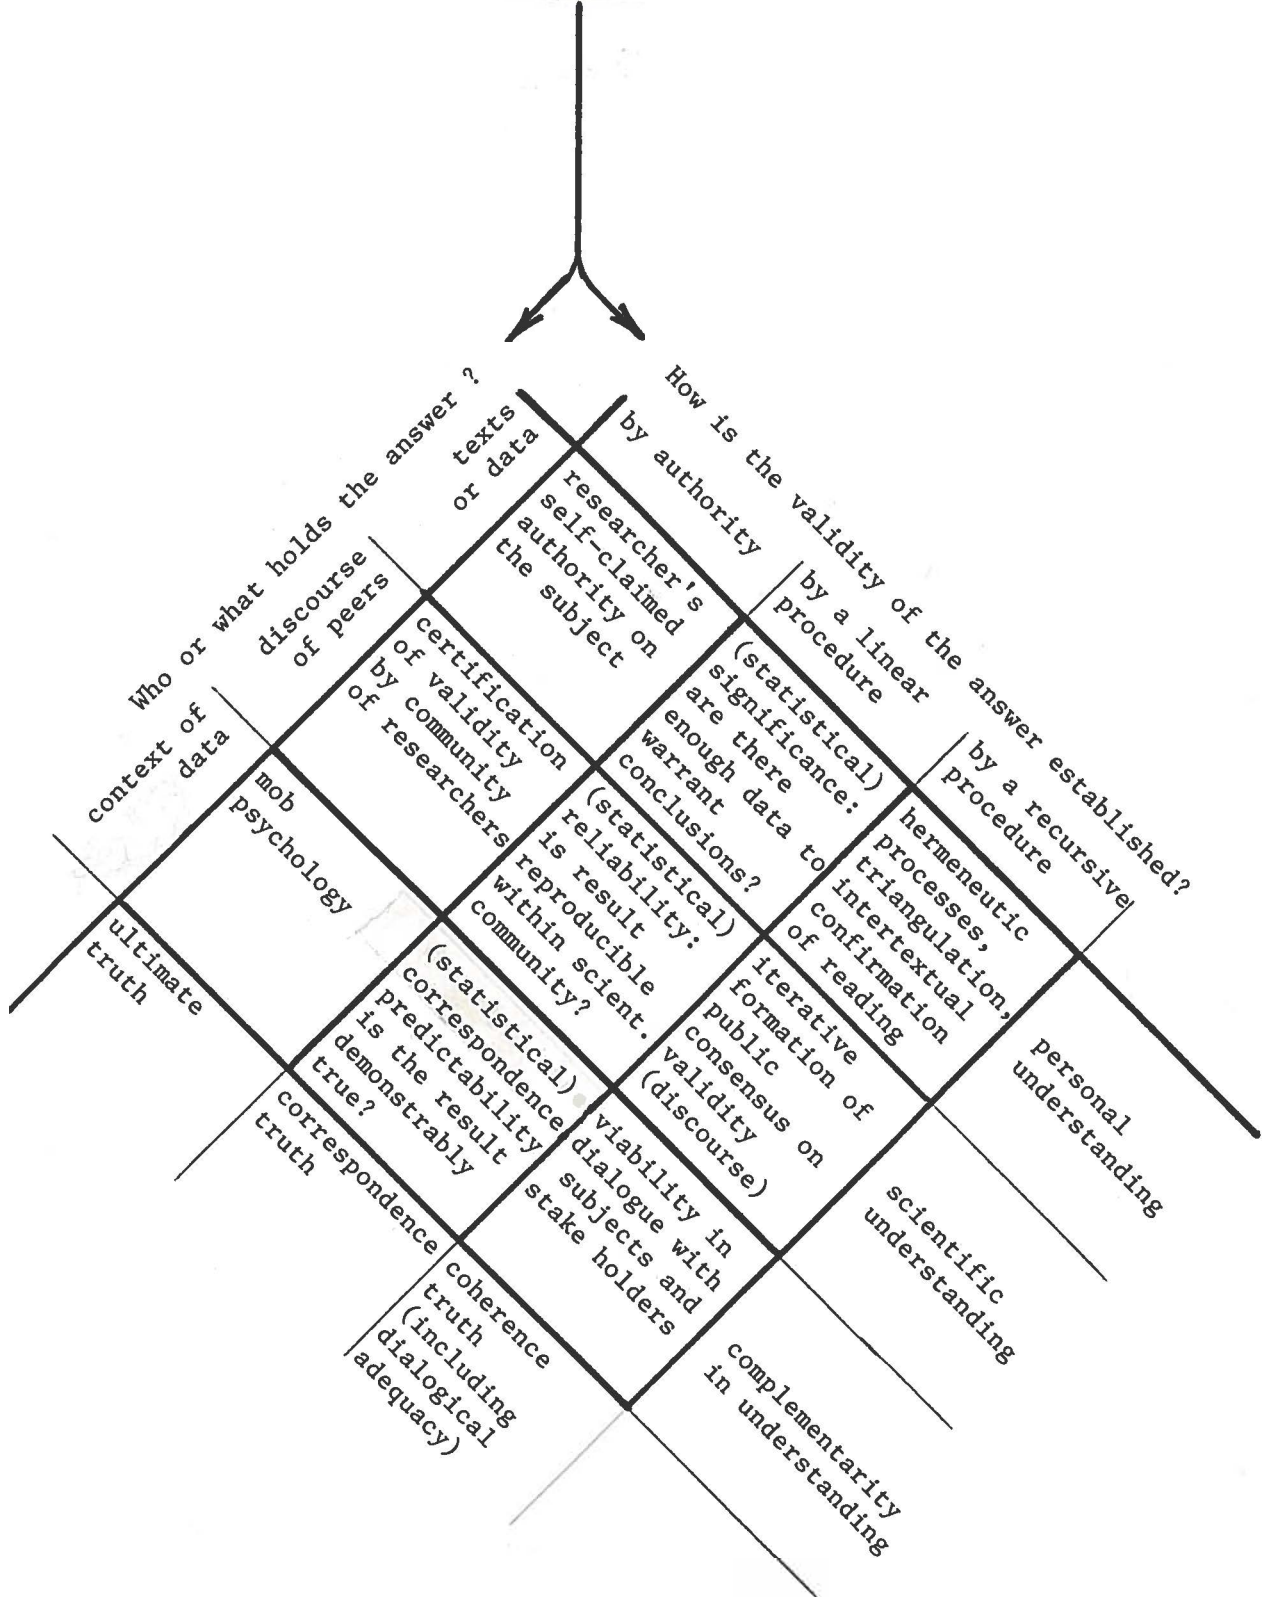 Who or what holds the answer ?
texts
or data
discourse
of peers
context of
data
How is the validity of the answer established?
by authority
by a linear
procedure
by a recursive
procedure
researcher's
self-claimed
authority on
the subject
(statistical)
significance:
are there
enough data to
warrant
conclusions?
hermeneutic
processes,
triangulation,
intertextual
confirmation
of reading
personal
understanding
certification
of validity
by community
of researchers
(statistical)
reliability:
is result
reproducible
within scient.
community?
iterative
formation of
public
consensus on
validity
(discourse)
scientific
understanding
mob
psychology
(statistical)
correspondence
predictability
is the result
demonstrably
true?
viability in
dialogue with
subjects and
stake holders
complementarity
in understanding
ultimate
truth
correspondence
truth
coherence
truth
(including
dialogical
adequacy)